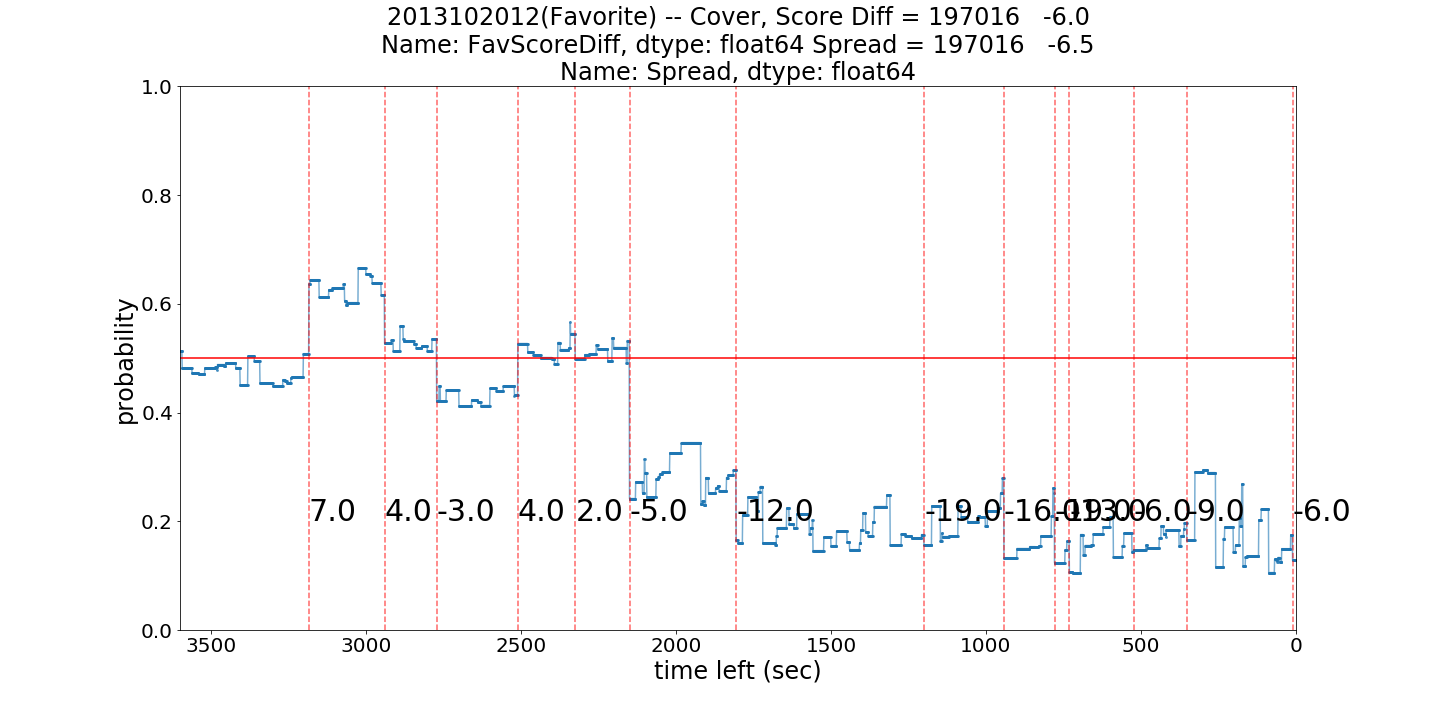 2013102012(Favorite) -- Cover, Score Diff = 197016   -6.0
Name: FavScoreDiff, dtype: float64 Spread = 197016   -6.5
Name: Spread, dtype: float64
1.0
0.8
0.6
0.4
0.2
0.0
probability
7.0 4.0 -3.0 4.0 2.0 -5.0 -12.0 -19.0 -16.0 -6.0 -9.0 -6.0
3500 3000 2500 2000 1500 1000 500 0
time left (sec)